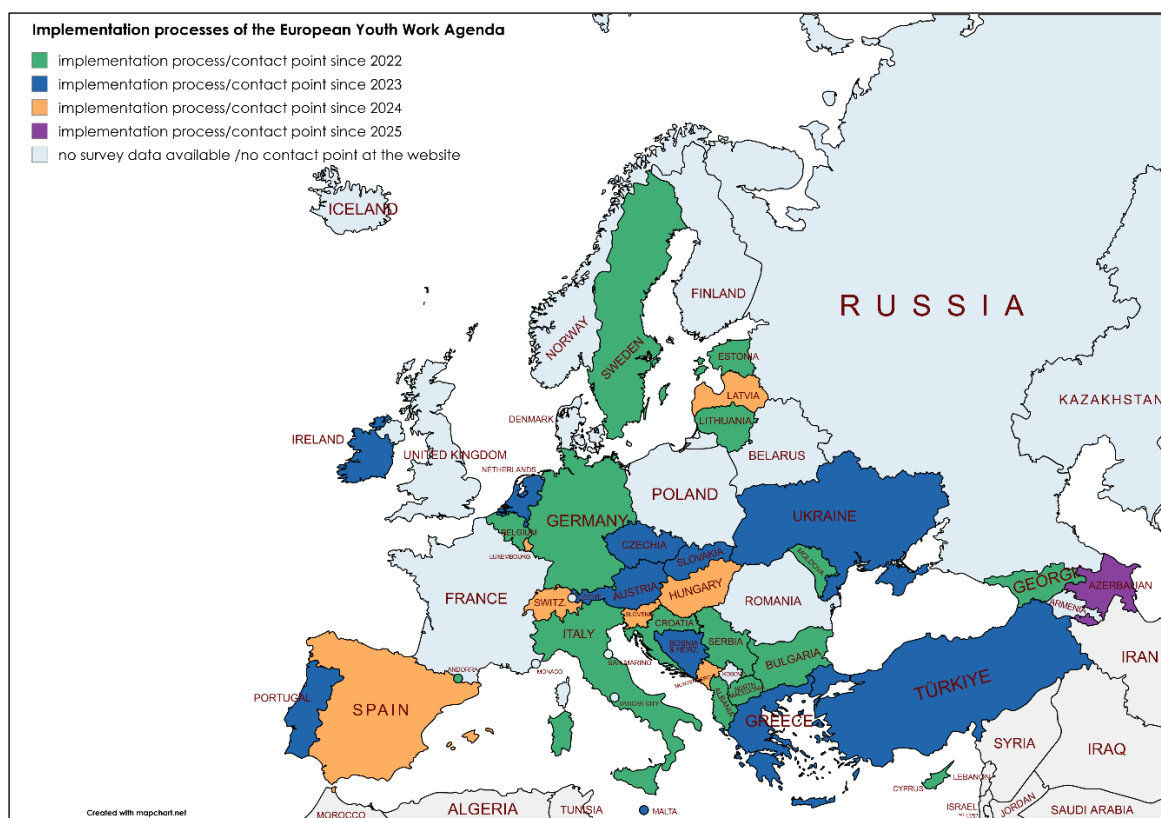 Implementation processes of the European Youth Work Agenda
implementation process/contact point since 2022
implementation process/contact point since 2023
implementation process/contact point since 2024
implementation process/contact point since 2025
no survey data available /no contact point at the website
ICELAND
FINLAND
RUSSIA
NORWAY
SWEDEN
ESTONIA
LATVIA
KAZAKHSTAN
DENMARK
LITHUANIA
IRELAND
UNITED KINGDOM
BELARUS
NETHERLANDS
POLAND
UKRAINE
GERMANY
BELGIUM
CZECHIA
LUXEMBOURG
SLOVAKIA
MOLDOVA
AUSTRIA
HUNGARY
GEORGI
AZERBAIJAN
FRANCE
SWITZ.
ROMANIA
ARMENIA
SLOVENIA
CROATIA
ITALY
SERBIA
BOSNIA
& HERZ.
BULGARIA
SAN MARINO
ANDORRA
MONACO
KOSOVO
IRAN
MONTENEGRO
NORTH
MACEDONIA
TÜRKIYE
PORTUGAL
SPAIN
VATICAN CITY
ALBANIA
GREECE
SYRIA
IRAQ
CYPRUS
LEBANON
ISRAEL
JORDAN
SAUDI ARABIA
Created with mapchart.net
MOROCCO
ALGERIA
TUNISIA
MALTA